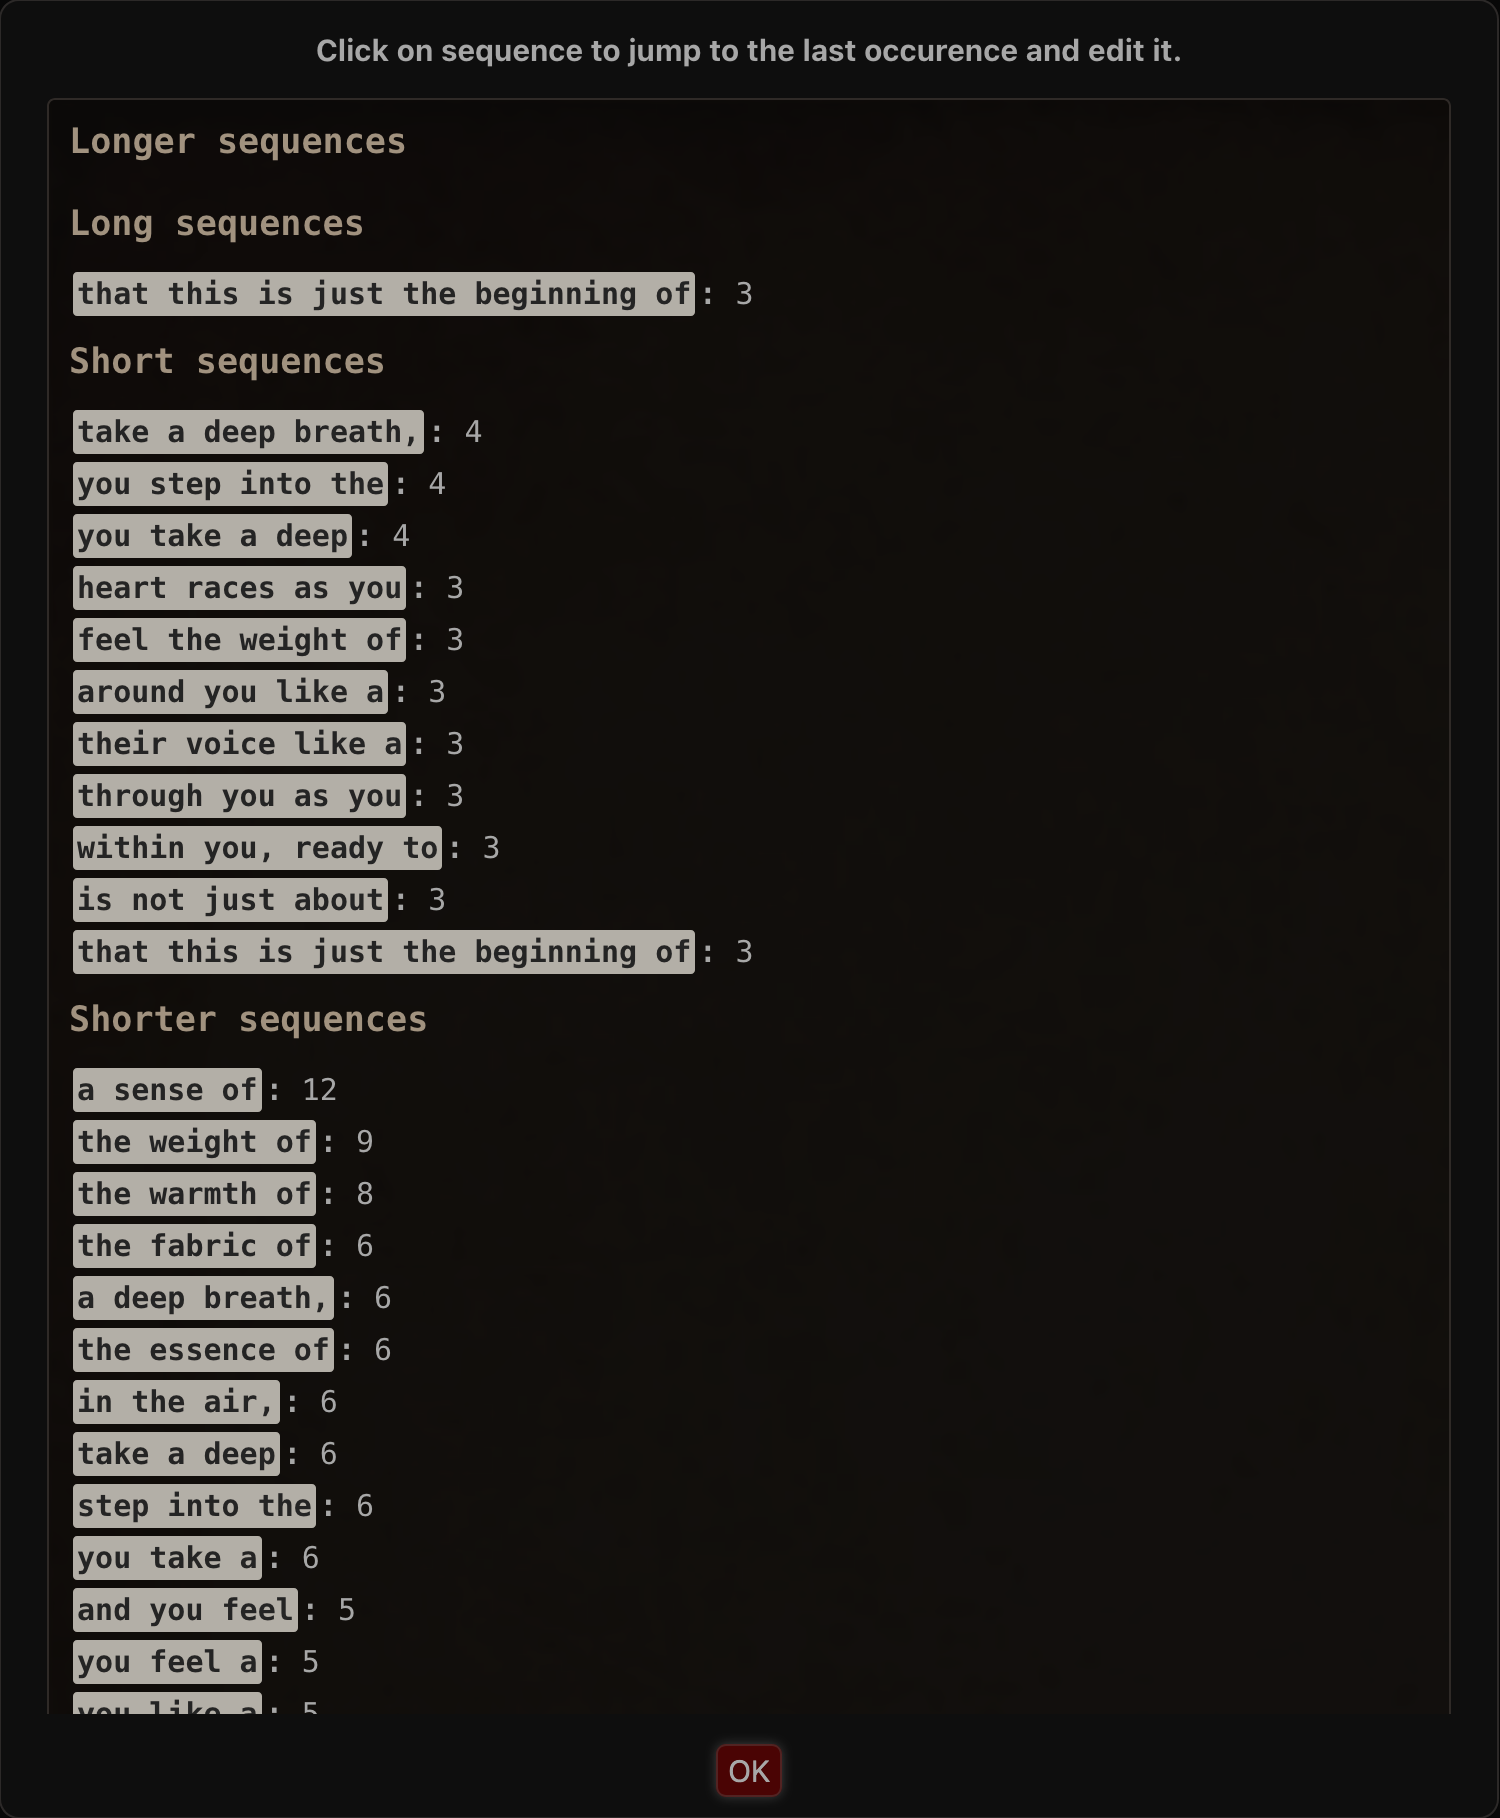 Click on sequence to jump to the last occurence and edit it.
Longer sequences
Long sequences
that this is just the beginning of: 3
Short sequences
take a deep breath,: 4
you step into the: 4
you take a deep: 4
heart races as you: 3
feel the weight of: 3
around you like a: 3
their voice like a: 3
through you as you: 3
within you, ready to: 3
is not just about: 3
that this is just the beginning of: 3
Shorter sequences
a sense of: 12
the weight of: 9
the warmth of: 8
the fabric of: 6
a deep breath,: 6
the essence of: 6
in the air,: 6
take a deep: 6
step into the: 6
you take a: 6
and you feel: 5
you feel a: 5
you like a: 5
OK